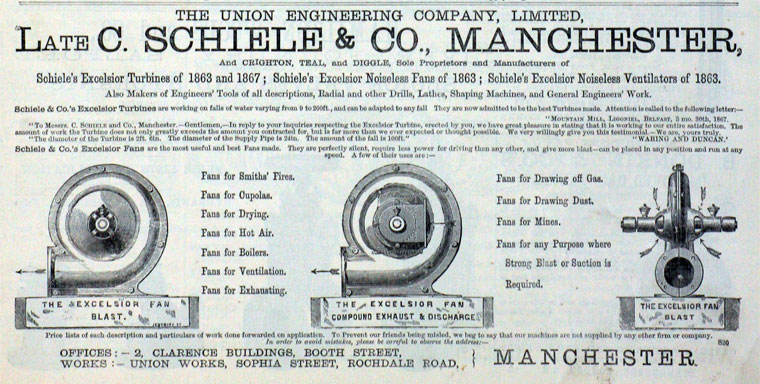 THE UNION ENGINEERING COMPANY, LIMITED,
LATE C. SCHIELE & CO., MANCHESTER,
And CRIGHTON, TEAL, and DIGGLE, Sole Proprietors and Manufacturers of
Schiele's Excelsior Turbines of 1863 and 1867; Schiele's Excelsior Noiseless Fans of 1863; Schiele's Excelsior Noiseless Ventilators of 1863.
Also Makers of Engineers' Tools of all descriptions, Radial and other Drills, Lathes, Shaping Machines, and General Engineers' Work.
Schiele & Co.'s Excelsior Turbines are working on falls of water varying from 9 to 200ft., and can be adapted to any fall They are now admitted to be the best Turbines made. Attention is called to the following letter:—
"MOUNTAIN MILL, LIGONIEL, BELFAST, 3 mo. 30th, 1867.
"To Messrs. C. SCHIELE and Co., Manchester.—Gentlemen,—In reply to your inquiries respecting the Excelsior Turbine, erected by you, we have great pleasure in stating that it is working to our entire satisfaction. The
amount of work the Turbine does not only greatly exceeds the amount you contracted for, but is far more than we ever expected or thought possible. We very willingly give you this testimonial.—We are, yours truly,
"The diameter of the Turbine is 2ft. 6in. The diameter of the Supply Pipe is 24in. The amount of the fall is 100ft." "WARING AND DUNCAN."
Schiele & Co.'s Excelsior Fans are the most useful and best Fans made. They are perfectly silent, require less power for driving than any other, and give more blast—can be placed in any position and run at any
speed. A few of their uses are:—
Fans for Smiths' Fires.
Fans for Cupolas.
Fans for Drying.
Fans for Hot Air.
Fans for Boilers.
Fans for Ventilation.
Fans for Exhausting.
THE EXCELSIOR FAN
BLAST.
THE EXCELSIOR FAN
COMPOUND EXHAUST & DISCHARGE
Fans for Drawing off Gas.
Fans for Drawing Dust.
Fans for Mines.
Fans for any Purpose where
Strong Blast or Suction is
Required.
THE EXCELSIOR FAN
BLAST
Price lists of each description and particulars of work done forwarded on application. To Prevent our friends being misled, we beg to say that our machines are not supplied by any other firm or company.
In order to avoid mistakes, please to be careful to observe the address:—
OFFICES:— 2, CLARENCE BUILDINGS, BOOTH STREET,
WORKS:— UNION WORKS, SOPHIA STREET, ROCHDALE ROAD,
} MANCHESTER.